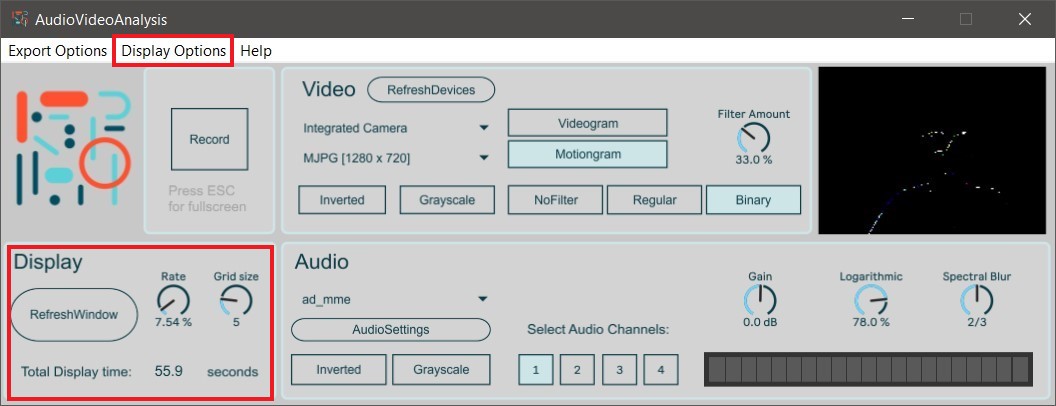 AudioVideoAnalysis
Export Options Display Options Help
Record
Press ESC
for fullscreen
Video RefreshDevices
Integrated Camera
MJPG [1280 x 720]
Videogram
Motiongram
Filter Amount
33.0 %
Inverted Grayscale NoFilter Regular Binary
Display
Rate Grid size
RefreshWindow
7.54 % 5
Total Display time: 55.9 seconds
Audio
ad_mme
AudioSettings
Inverted Grayscale
Select Audio Channels:
1 2 3 4
Gain Logarithmic Spectral Blur
0.0 dB 78.0 % 2/3